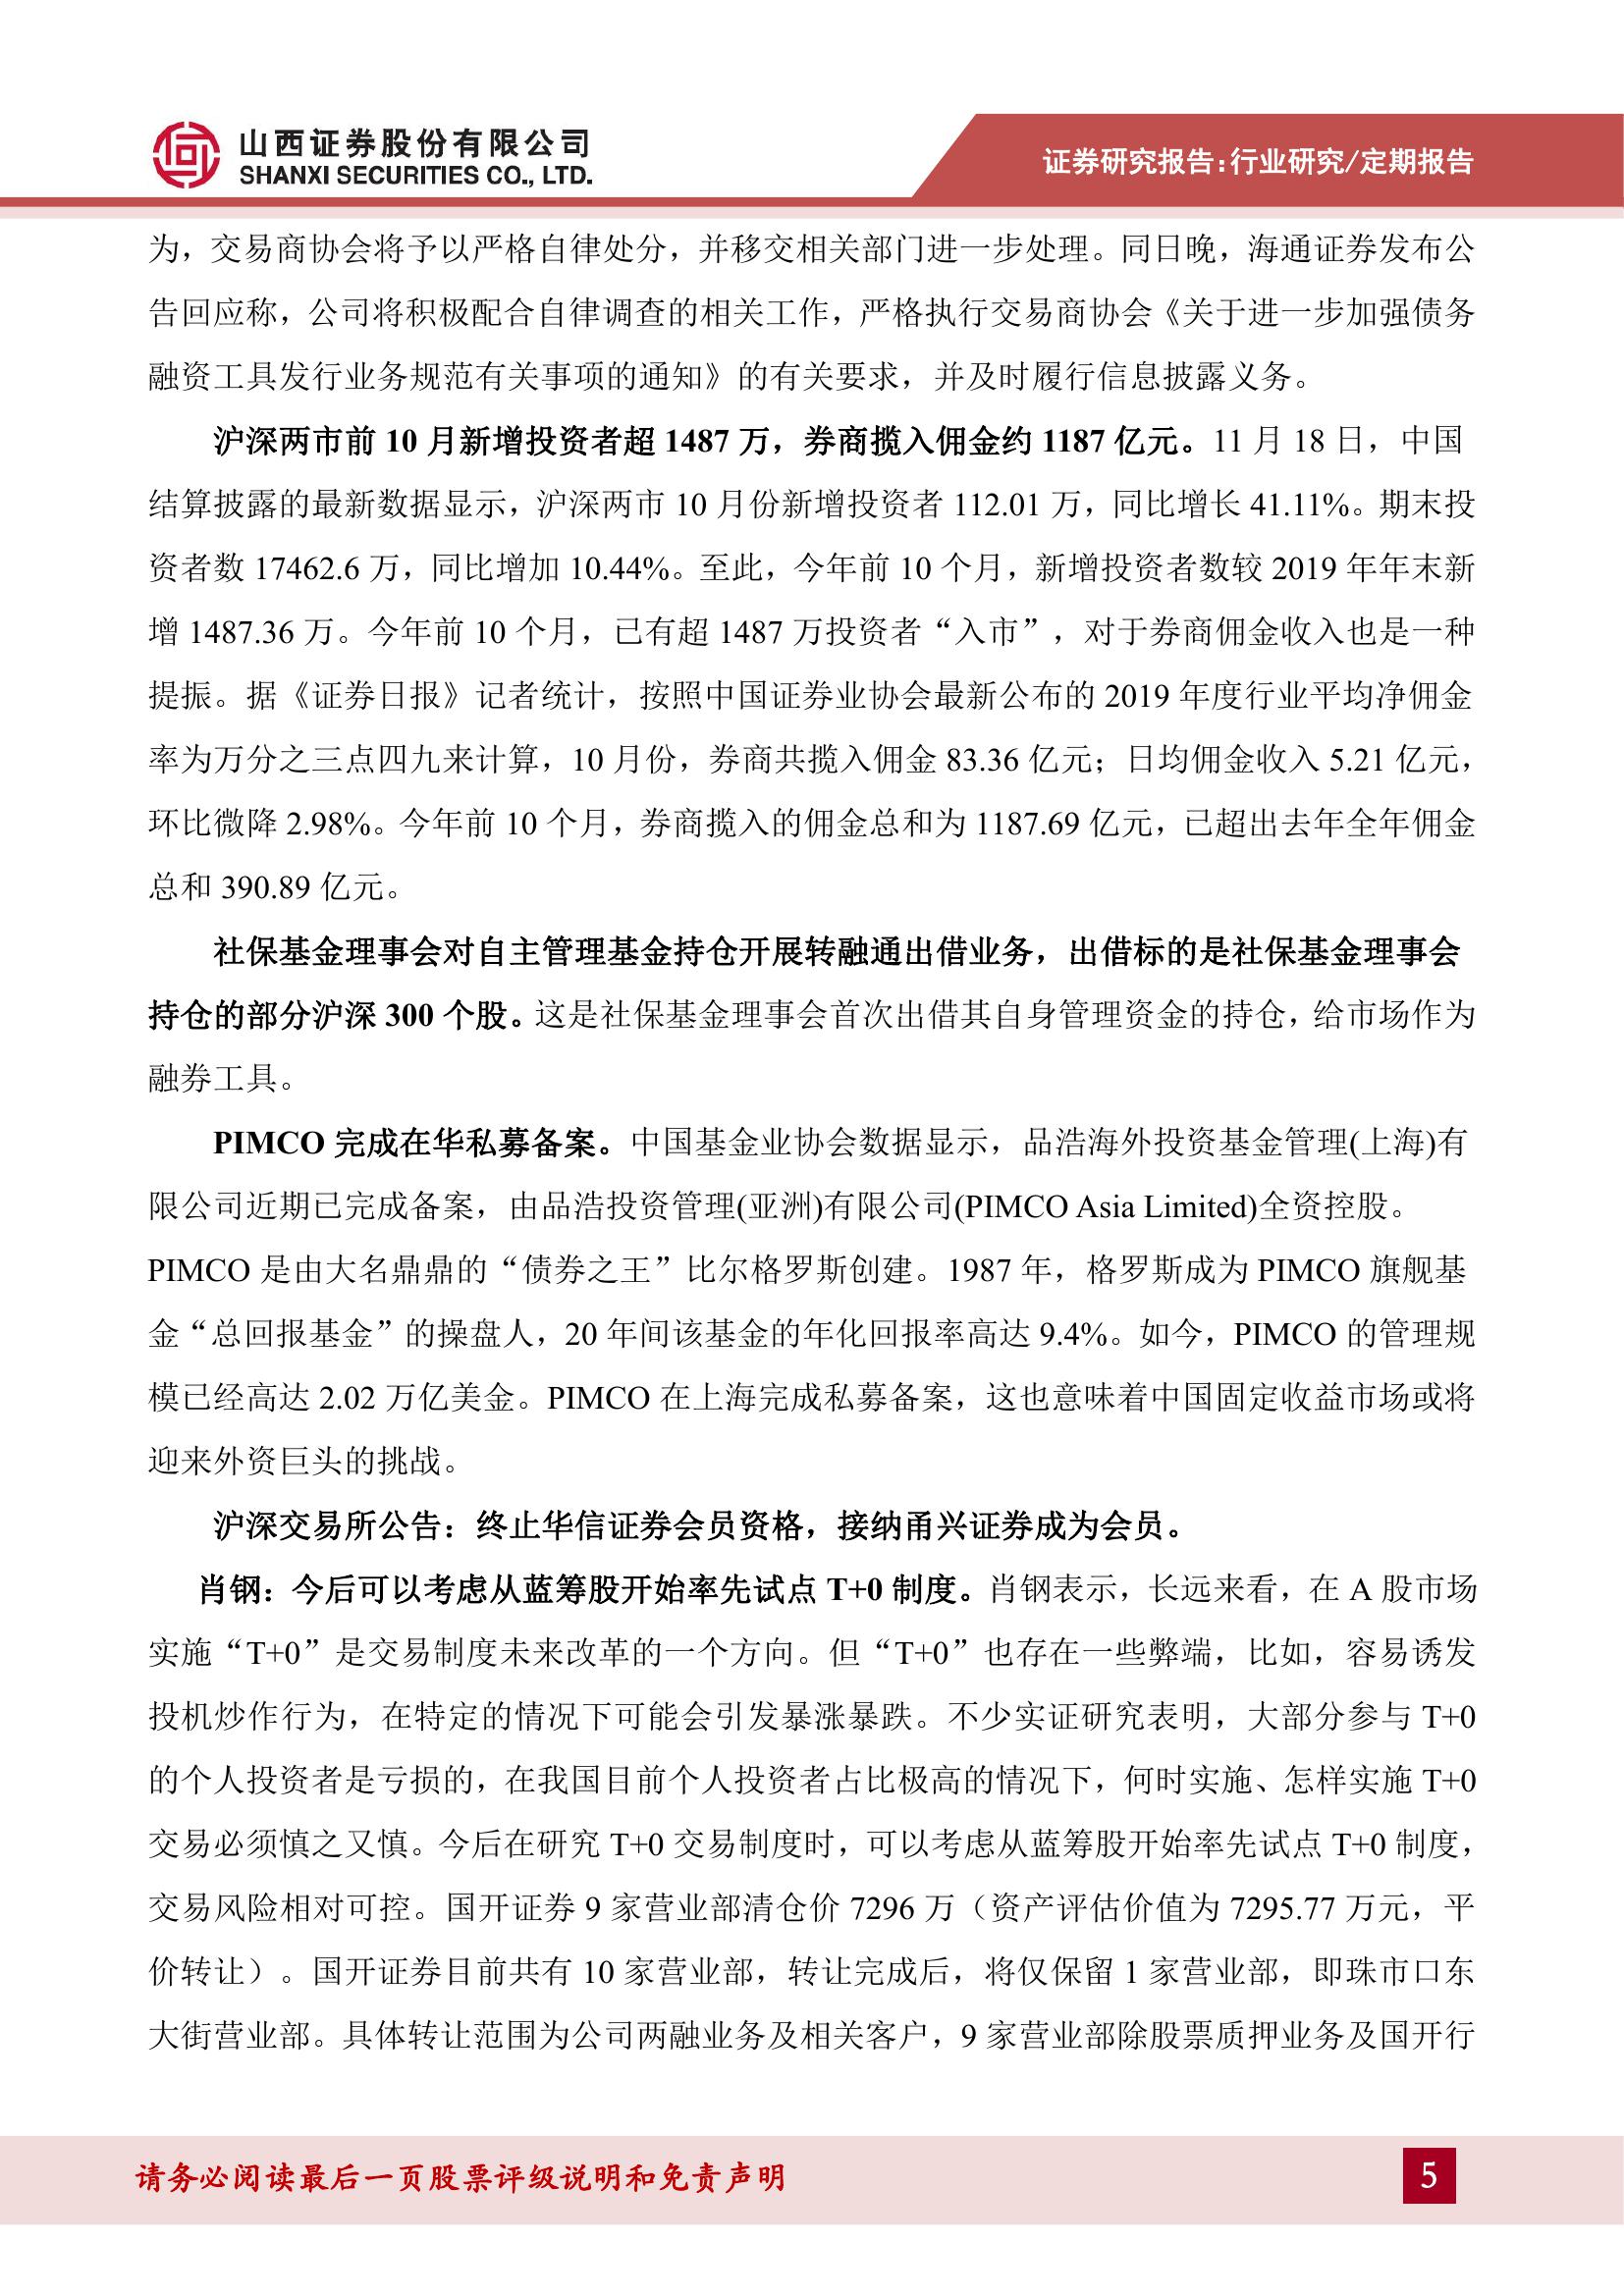 山西证券股份有限公司
SHANXI SECURITIES CO., LTD.
证券研究报告:行业研究/定期报告
为，交易商协会将予以严格自律处分，并移交相关部门进一步处理。同日晚，海通证券发布公
告回应称，公司将积极配合自律调查的相关工作，严格执行交易商协会《关于进一步加强债务
融资工具发行业务规范有关事项的通知》的有关要求，并及时履行信息披露义务。
沪深两市前 10 月新增投资者超 1487 万，券商揽入佣金约 1187 亿元。11 月 18 日，中国
结算披露的最新数据显示，沪深两市 10 月份新增投资者 112.01 万，同比增长 41.11%。期末投
资者数 17462.6 万，同比增加 10.44%。至此，今年前 10 个月，新增投资者数较 2019 年年末新
增 1487.36 万。今年前 10 个月，已有超 1487 万投资者“入市”，对于券商佣金收入也是一种
提振。据《证券日报》记者统计，按照中国证券业协会最新公布的 2019 年度行业平均净佣金
率为万分之三点四九来计算，10 月份，券商共揽入佣金 83.36 亿元；日均佣金收入 5.21 亿元，
环比微降 2.98%。今年前 10 个月，券商揽入的佣金总和为 1187.69 亿元，已超出去年全年佣金
总和 390.89 亿元。
社保基金理事会对自主管理基金持仓开展转融通出借业务，出借标的是社保基金理事会
持仓的部分沪深 300 个股。这是社保基金理事会首次出借其自身管理资金的持仓，给市场作为
融券工具。
PIMCO 完成在华私募备案。中国基金业协会数据显示，品浩海外投资基金管理(上海)有
限公司近期已完成备案，由品浩投资管理(亚洲)有限公司(PIMCO Asia Limited)全资控股。
PIMCO 是由大名鼎鼎的“债券之王”比尔格罗斯创建。1987 年，格罗斯成为 PIMCO 旗舰基
金“总回报基金”的操盘人，20 年间该基金的年化回报率高达 9.4%。如今，PIMCO 的管理规
模已经高达 2.02 万亿美金。PIMCO 在上海完成私募备案，这也意味着中国固定收益市场或将
迎来外资巨头的挑战。
沪深交易所公告：终止华信证券会员资格，接纳甬兴证券成为会员。
肖钢：今后可以考虑从蓝筹股开始率先试点 T+0 制度。肖钢表示，长远来看，在 A 股市场
实施“T+0”是交易制度未来改革的一个方向。但“T+0”也存在一些弊端，比如，容易诱发
投机炒作行为，在特定的情况下可能会引发暴涨暴跌。不少实证研究表明，大部分参与 T+0
的个人投资者是亏损的，在我国目前个人投资者占比极高的情况下，何时实施、怎样实施 T+0
交易必须慎之又慎。今后在研究 T+0 交易制度时，可以考虑从蓝筹股开始率先试点 T+0 制度，
交易风险相对可控。国开证券 9 家营业部清仓价 7296 万（资产评估价值为 7295.77 万元，平
价转让）。国开证券目前共有 10 家营业部，转让完成后，将仅保留 1 家营业部，即珠市口东
大街营业部。具体转让范围为公司两融业务及相关客户，9 家营业部除股票质押业务及国开行
请务必阅读最后一页股票评级说明和免责声明
5